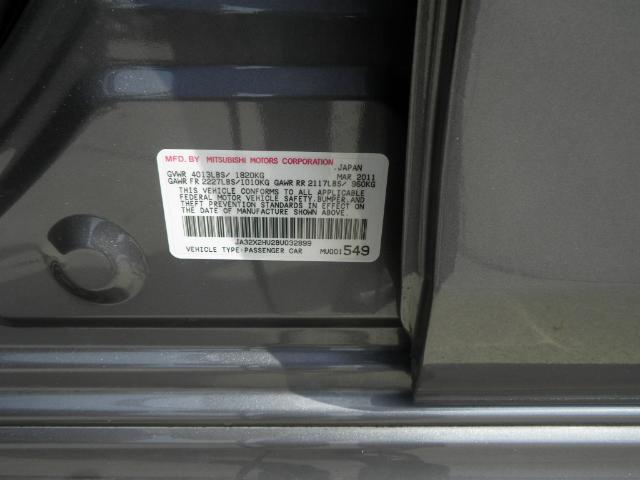 MFD. BY MITSUBISHI MOTORS CORPORATION
JAPAN
GVWR 4013LBS/ 1820KG MAR 2011
GAWR FR 2227LBS/1010KG GAWR RR 2117LBS/ 960KG
THIS VEHICLE CONFORMS TO ALL APPLICABLE
FEDERAL MOTOR VEHICLE SAFETY,BUMPER,AND
THEFT PREVENTION STANDARDS IN EFFECT ON
THE DATE OF MANUFACTURE SHOWN ABOVE.
JA32X2HU2BU032899
VEHICLE TYPE:PASSENGER CAR MU001549